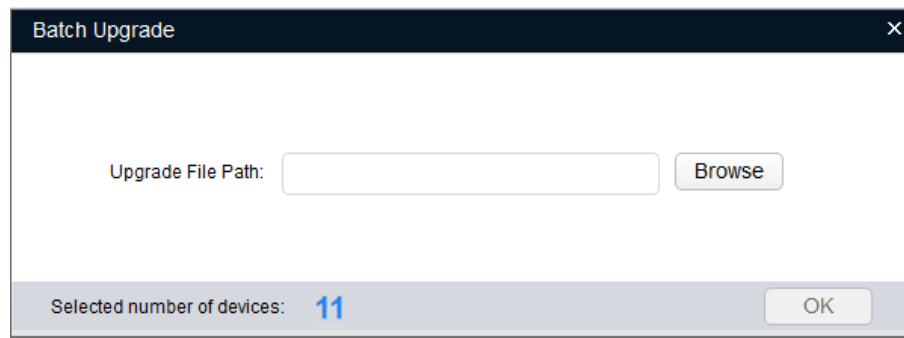 Batch Upgrade
Upgrade File Path: Browse
Selected number of devices: 11 OK